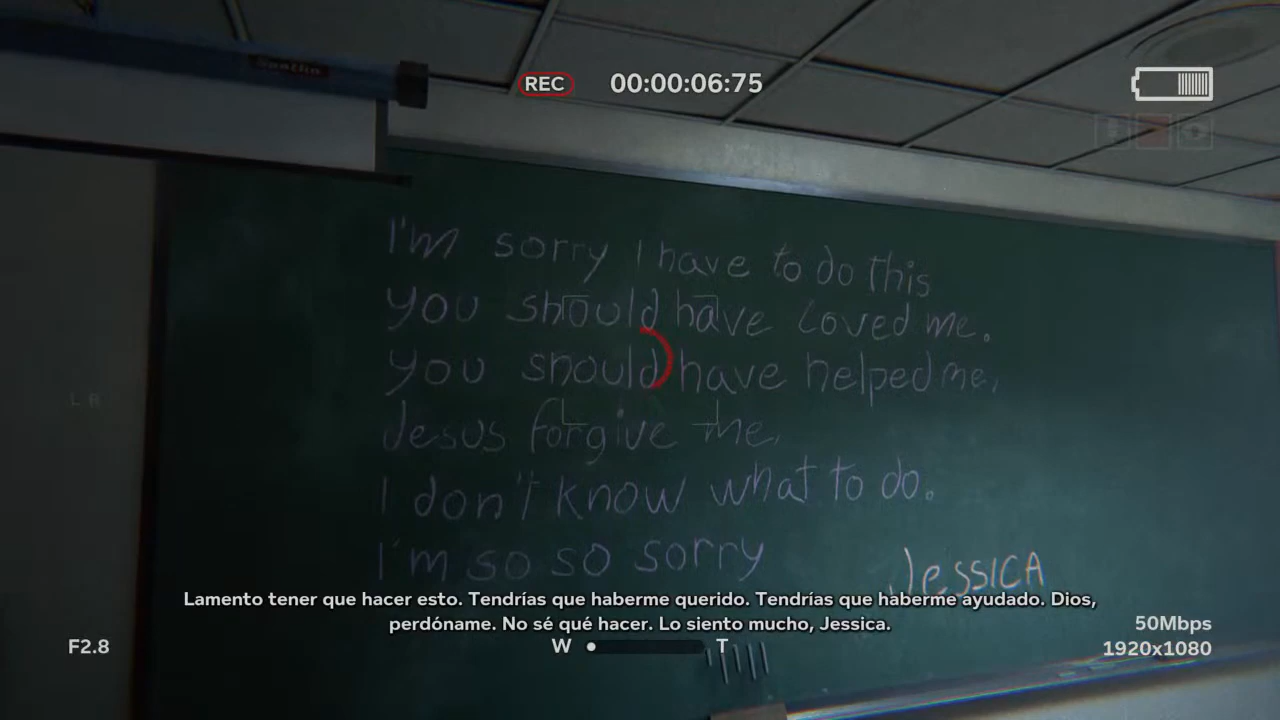 REC 00:00:06:75
I'm sorry I have to do this
you should have loved me.
you should have helped me,
Jesus forgive me,
I don't know what to do.
I'm so so sorry
Jessica
Lamento tener que hacer esto. Tendrías que haberme querido. Tendrías que haberme ayudado. Dios,
perdóname. No sé qué hacer. Lo siento mucho, Jessica.
F2.8
W T
50Mbps
1920x1080